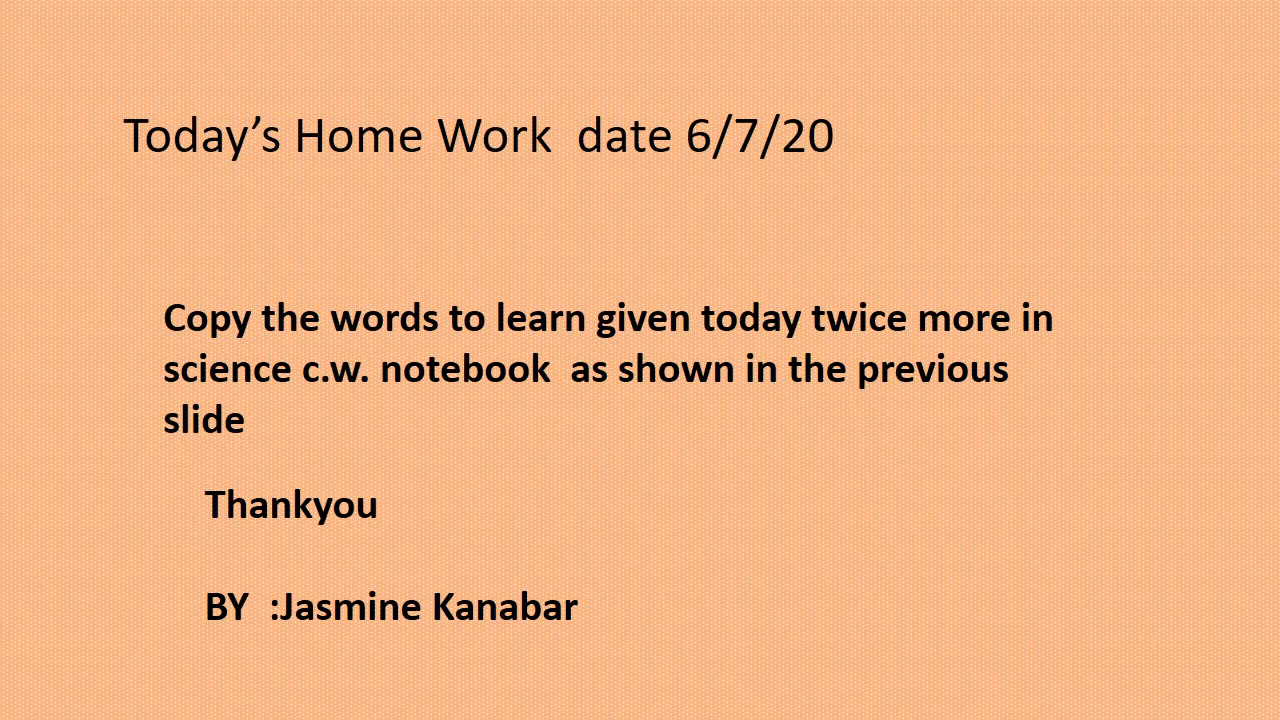 Today’s Home Work  date 6/7/20
Copy the words to learn given today twice more in
science c.w. notebook  as shown in the previous
slide
Thankyou
BY  :Jasmine Kanabar